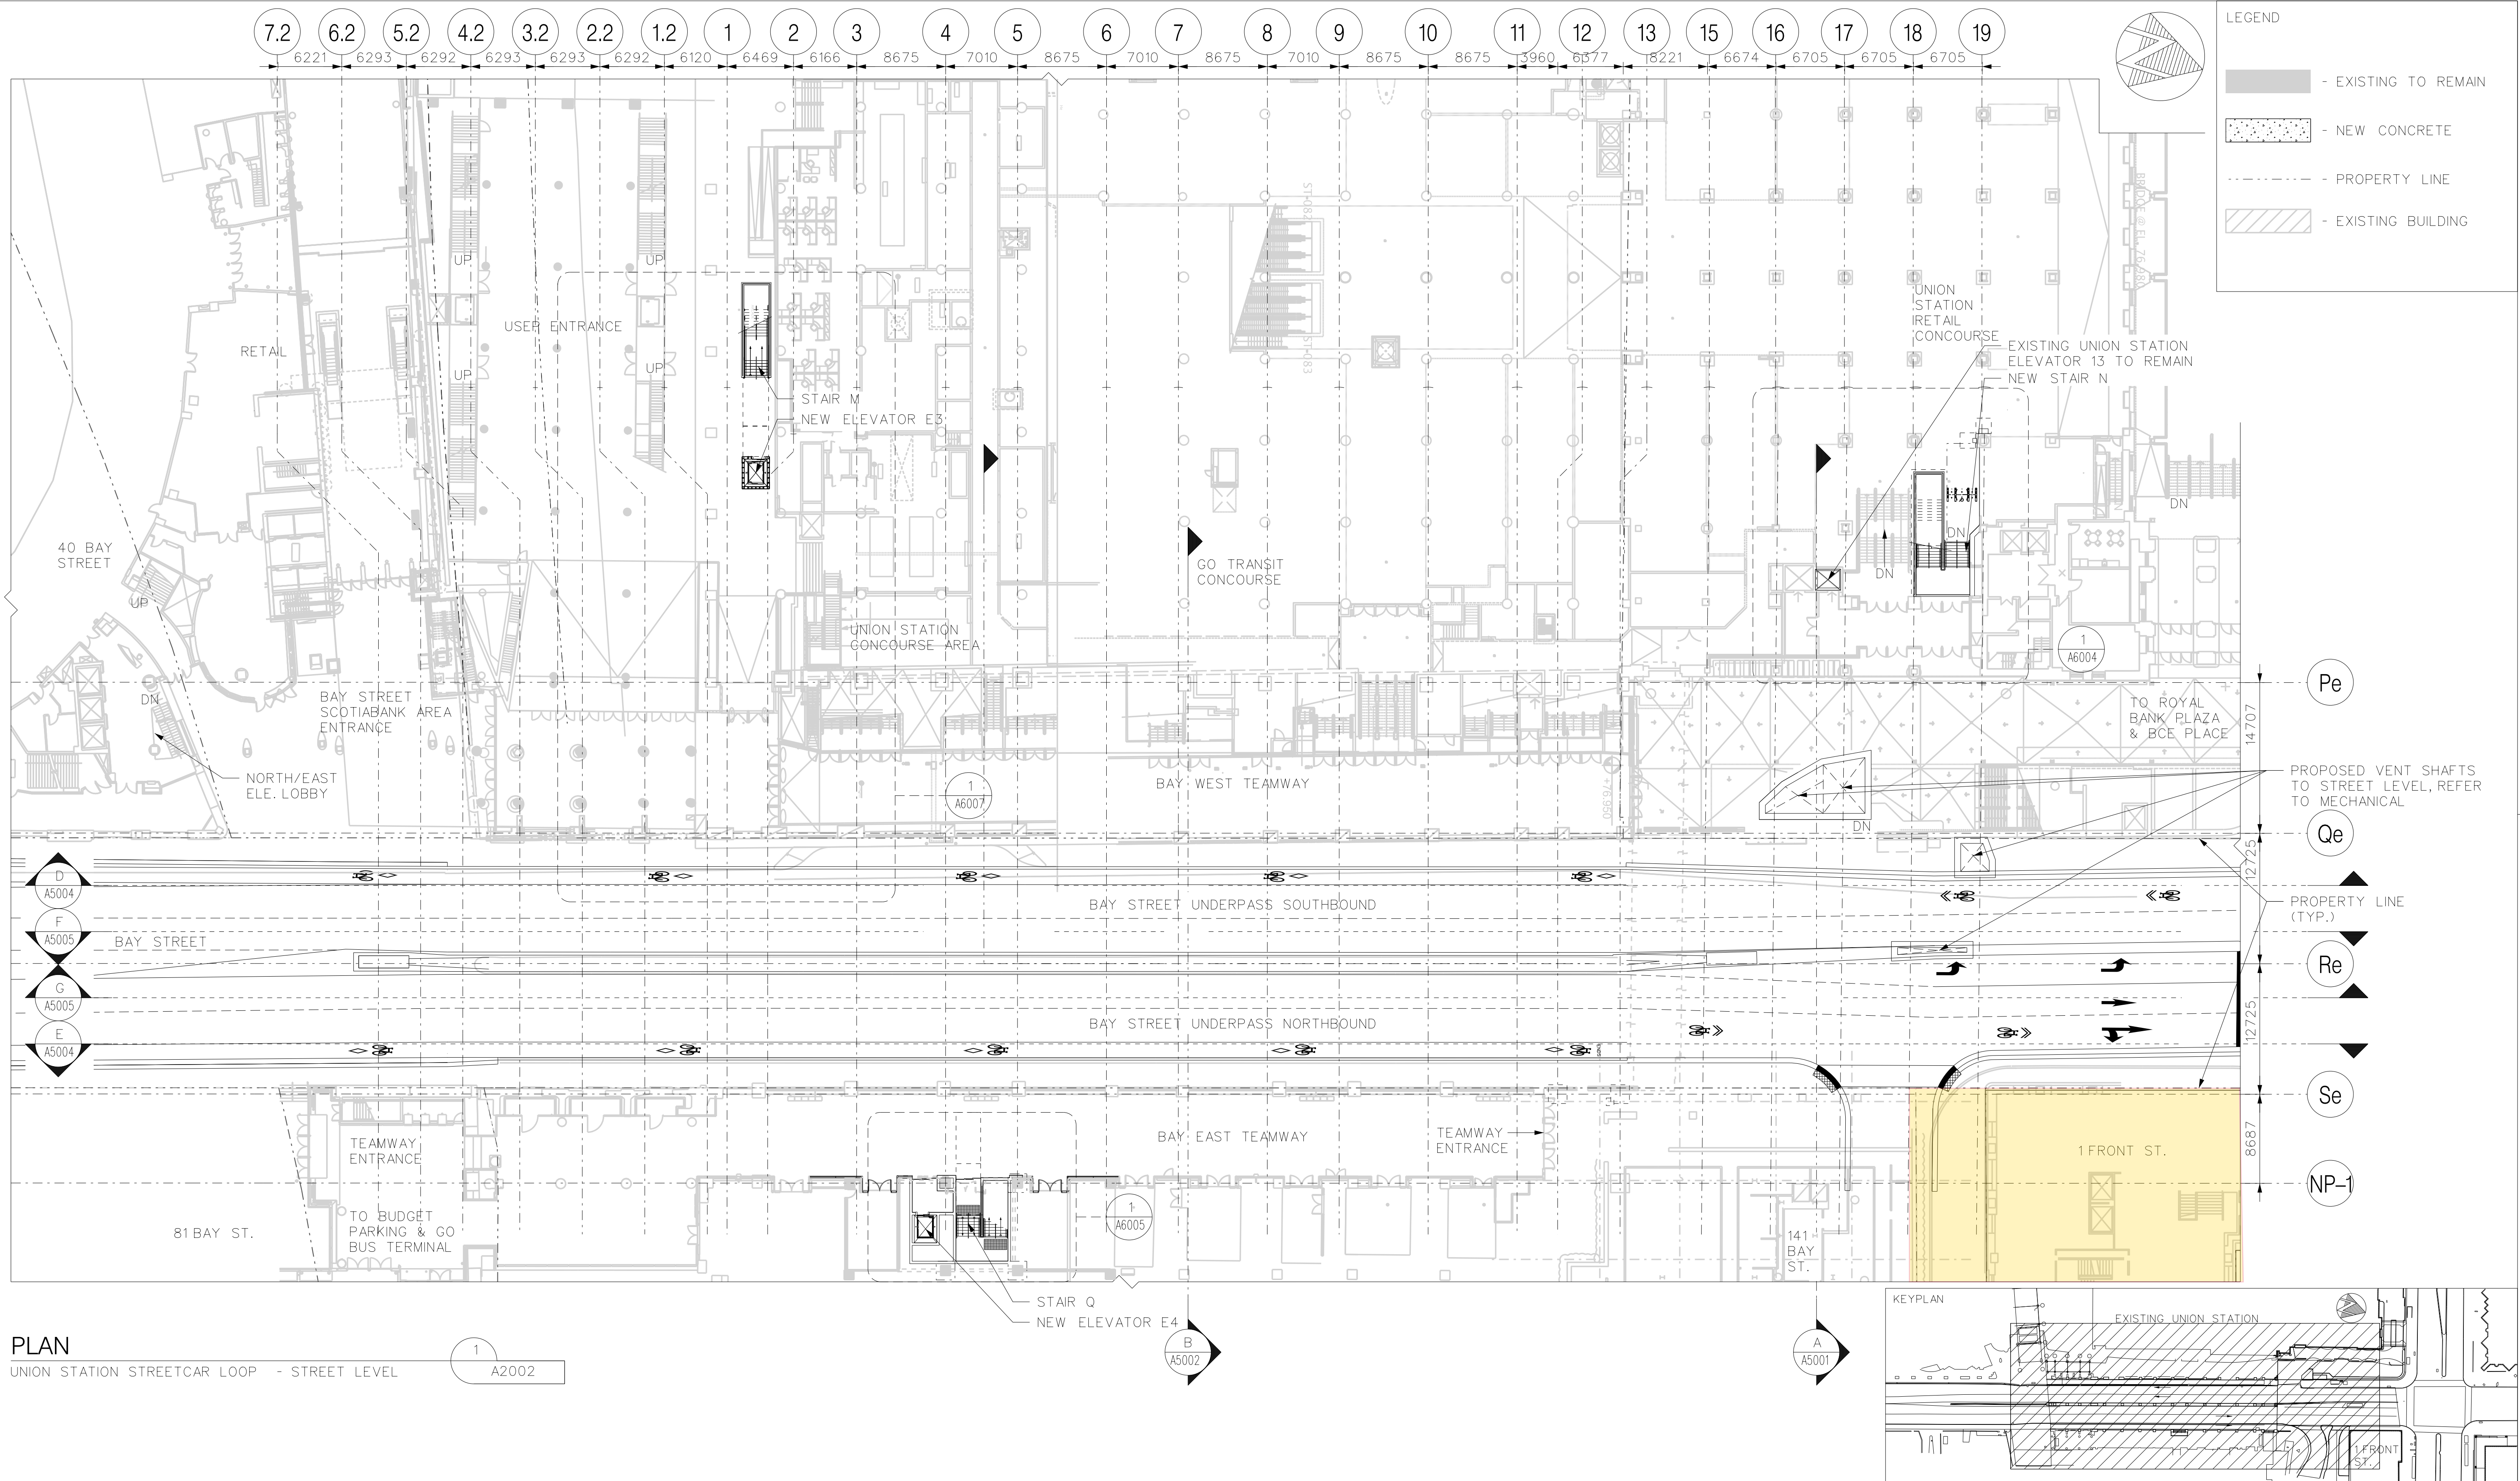 7.2 6.2 5.2 4.2 3.2 2.2 1.2 1 2 3 4 5 6 7 8 9 10 11 12 13 15 16 17 18 19
6221 6293 6292 6293 6293 6292 6120 6469 6166 8675 7010 8675 7010 8675 7010 8675 8675 3960 6377 8221 6674 6705 6705 6705
LEGEND
- EXISTING TO REMAIN
- NEW CONCRETE
- PROPERTY LINE
- EXISTING BUILDING
ST-082
ST-083
UP
UP
UP
UP
USER ENTRANCE
RETAIL
STAIR M
NEW ELEVATOR E3
UNION
STATION
RETAIL
CONCOURSE
EXISTING UNION STATION
ELEVATOR 13 TO REMAIN
NEW STAIR N
DN
DN
DN
40 BAY
STREET
UP
GO TRANSIT
CONCOURSE
UNION STATION
CONCOURSE AREA
1
A6004
BAY STREET
SCOTIABANK AREA
ENTRANCE
DN
NORTH/EAST
ELE. LOBBY
1
A6007
BAY WEST TEAMWAY
TO ROYAL
BANK PLAZA
& BCE PLACE
DN
PROPOSED VENT SHAFTS
TO STREET LEVEL, REFER
TO MECHANICAL
Pe
14707
Qe
12725
Re
12725
Se
8687
NP-1
D
A5004
F
A5005
G
A5005
E
A5004
BAY STREET
BAY STREET UNDERPASS SOUTHBOUND
PROPERTY LINE
(TYP.)
BAY STREET UNDERPASS NORTHBOUND
TEAMWAY
ENTRANCE
BAY EAST TEAMWAY
TEAMWAY
ENTRANCE
1 FRONT ST.
81 BAY ST.
TO BUDGET
PARKING & GO
BUS TERMINAL
1
A6005
141
BAY
ST.
STAIR Q
NEW ELEVATOR E4
B
A5002
A
A5001
PLAN
UNION STATION STREETCAR LOOP - STREET LEVEL
1
A2002
KEYPLAN
EXISTING UNION STATION
1 FRONT
ST.